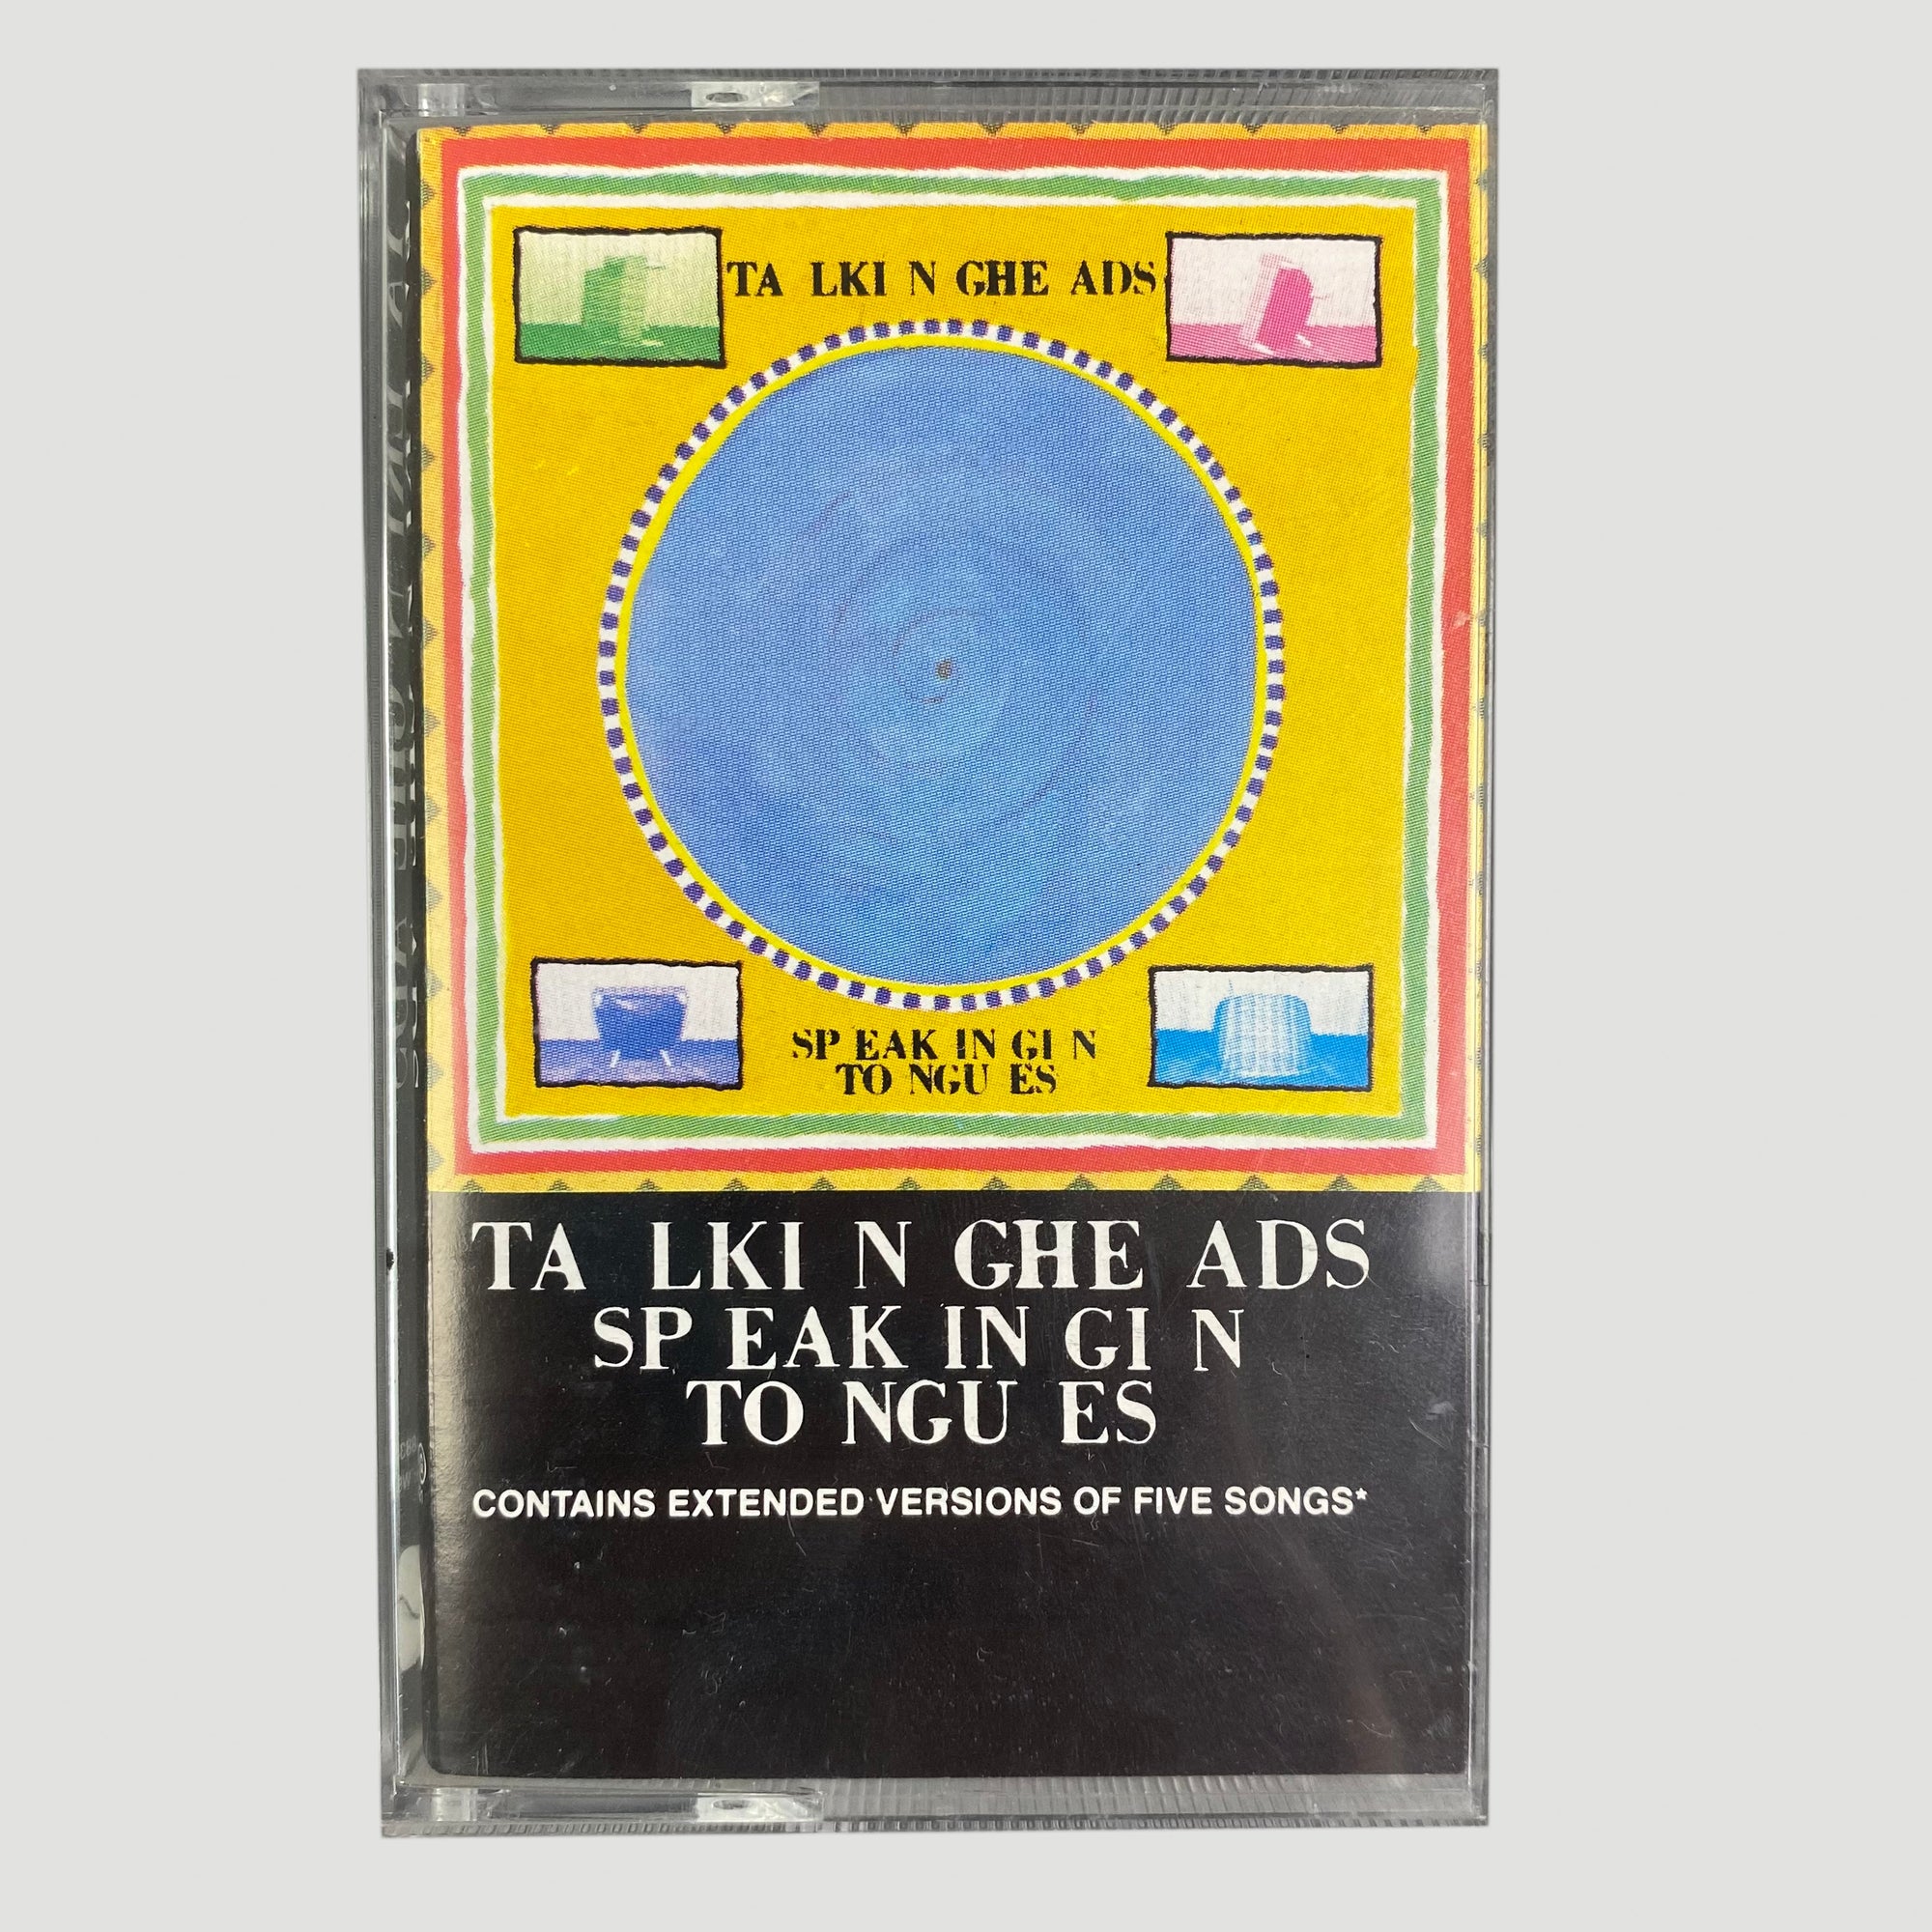 TA LKI N GHE ADS
SP EAK IN GI N
TO NGU ES
TA LKI N GHE ADS
SP EAK IN GI N
TO NGU ES
CONTAINS EXTENDED VERSIONS OF FIVE SONGS*